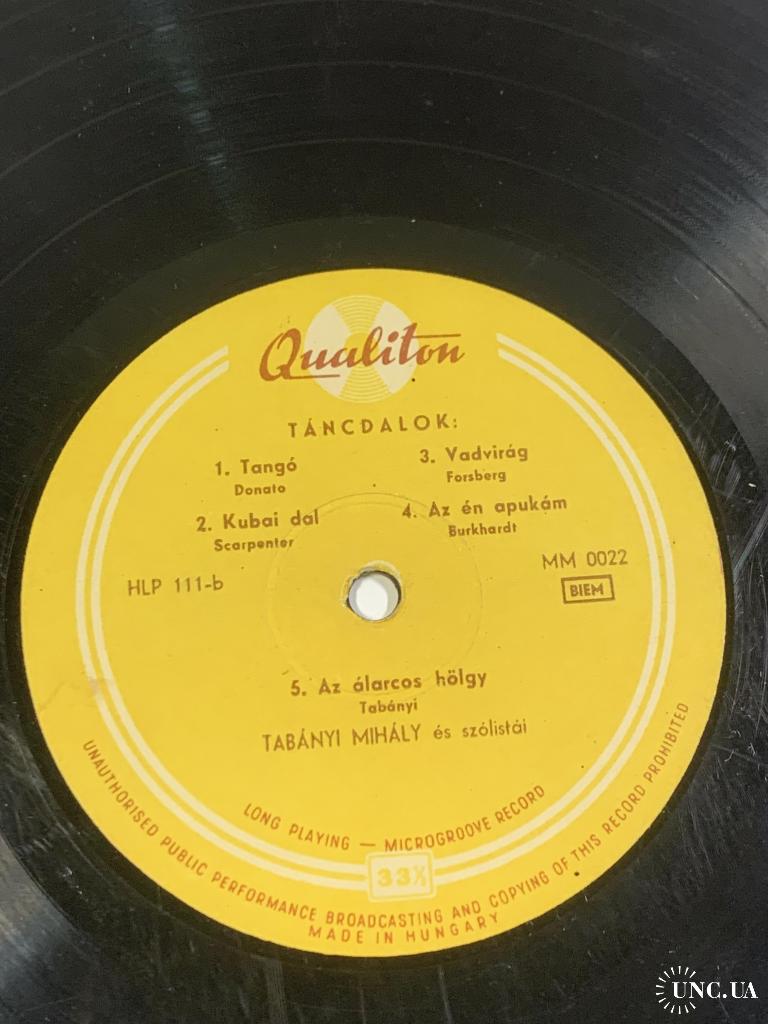 Qualiton
TÁNCDALOK:
1. Tangó
Donato
2. Kubai dal
Scarpenter
3. Vadvirág
Forsberg
4. Az én apukám
Burkhardt
HLP 111-b
MM 0022
BIEM
5. Az álarcos hölgy
Tabányi
TABÁNYI MIHÁLY és szólistái
LONG PLAYING — MICROGROOVE RECORD
33⅓
UNAUTHORISED PUBLIC PERFORMANCE BROADCASTING AND COPYING OF THIS RECORD PROHIBITED
MADE IN HUNGARY
UNC.UA